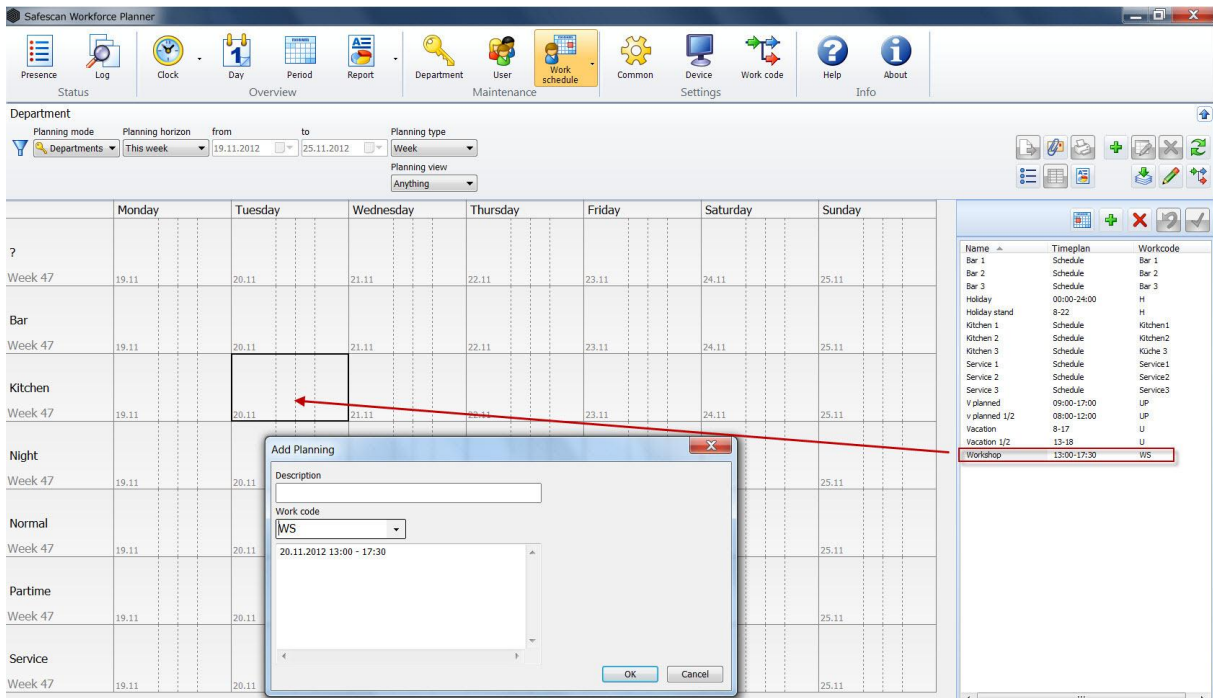 Safescan Workforce Planner
Presence Log Clock Day Period Report Department User Work schedule Common Device Work code Help About
Status Overview Maintenance Settings Info
Department
Planning mode Planning horizon from to Planning type
Departments This week 19.11.2012 25.11.2012 Week
Planning view
Anything
Monday Tuesday Wednesday Thursday Friday Saturday Sunday
?
Week 47 19.11 20.11 21.11 22.11 23.11 24.11 25.11
Bar
Week 47 19.11 20.11 21.11 22.11 23.11 24.11 25.11
Kitchen
Week 47 19.11 20.11 21.11 22.11 23.11 24.11 25.11
Night
Week 47 19.11 20.11 25.11
Normal
Week 47 19.11 20.11 25.11
Partime
Week 47 19.11 20.11 25.11
Service
Week 47 19.11 20.11 25.11
Add Planning
Description
Work code
WS
20.11.2012 13:00 - 17:30
OK Cancel
Name Timeplan Workcode
Bar 1 Schedule Bar 1
Bar 2 Schedule Bar 2
Bar 3 Schedule Bar 3
Holiday 00:00-24:00 H
Holiday stand 8-22 H
Kitchen 1 Schedule Kitchen1
Kitchen 2 Schedule Kitchen2
Kitchen 3 Schedule Küche 3
Service 1 Schedule Service1
Service 2 Schedule Service2
Service 3 Schedule Service3
V planned 09:00-17:00 UP
v planned 1/2 08:00-12:00 UP
Vacation 8-17 U
Vacation 1/2 13-18 U
Workshop 13:00-17:30 WS